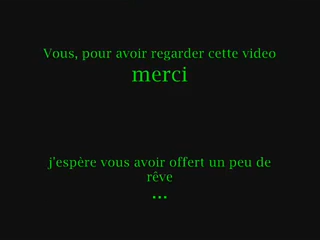 Vous, pour avoir regarder cette video
merci
j'espère vous avoir offert un peu de
rêve
...